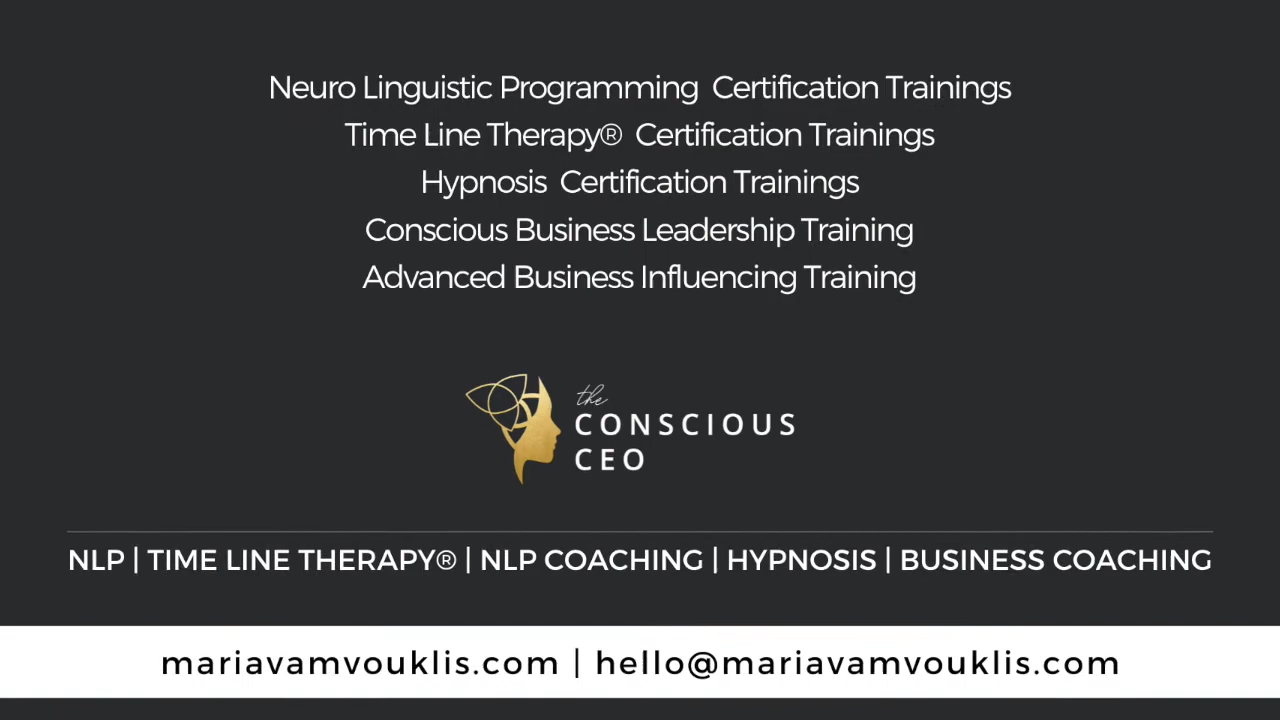 Neuro Linguistic Programming Certification Trainings
Time Line Therapy® Certification Trainings
Hypnosis Certification Trainings
Conscious Business Leadership Training
Advanced Business Influencing Training
the
CONSCIOUS
CEO
NLP | TIME LINE THERAPY® | NLP COACHING | HYPNOSIS | BUSINESS COACHING
mariavamvouklis.com | hello@mariavamvouklis.com